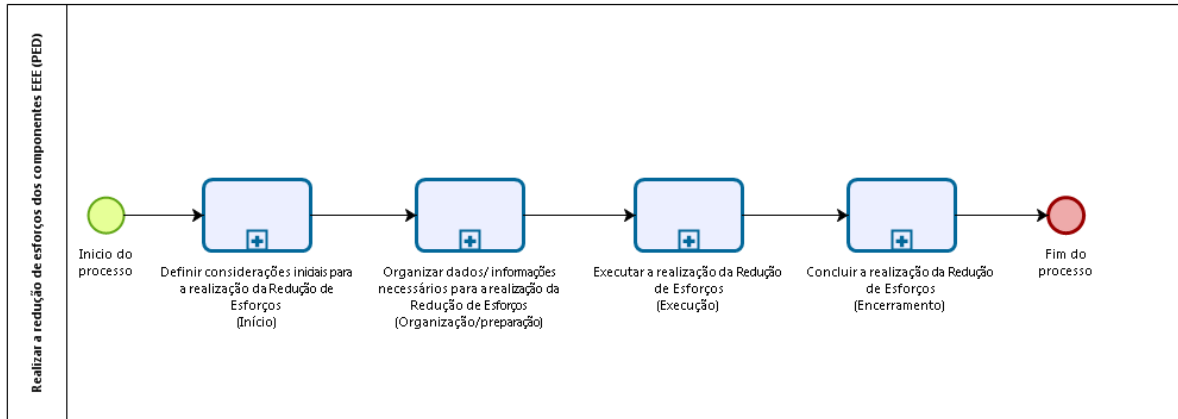 Realizar a redução de esforços dos componentes EEE (PED)
Inicio do
processo
Definir considerações iniciais para
a realização da Redução de
Esforços
(Início)
Organizar dados/ informações
necessários para a realização da
Redução de Esforços
(Organização/preparação)
Executar a realização da Redução
de Esforços
(Execução)
Concluir a realização da Redução
de Esforços
(Encerramento)
Fim do
processo